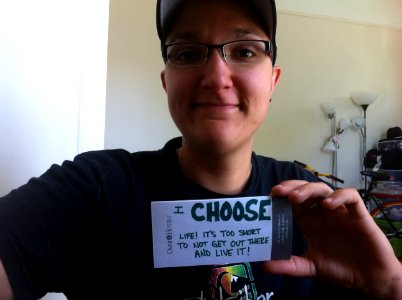 I CHOOSE
LIFE! IT'S TOO SHORT
TO NOT GET OUT THERE
AND LIVE IT!